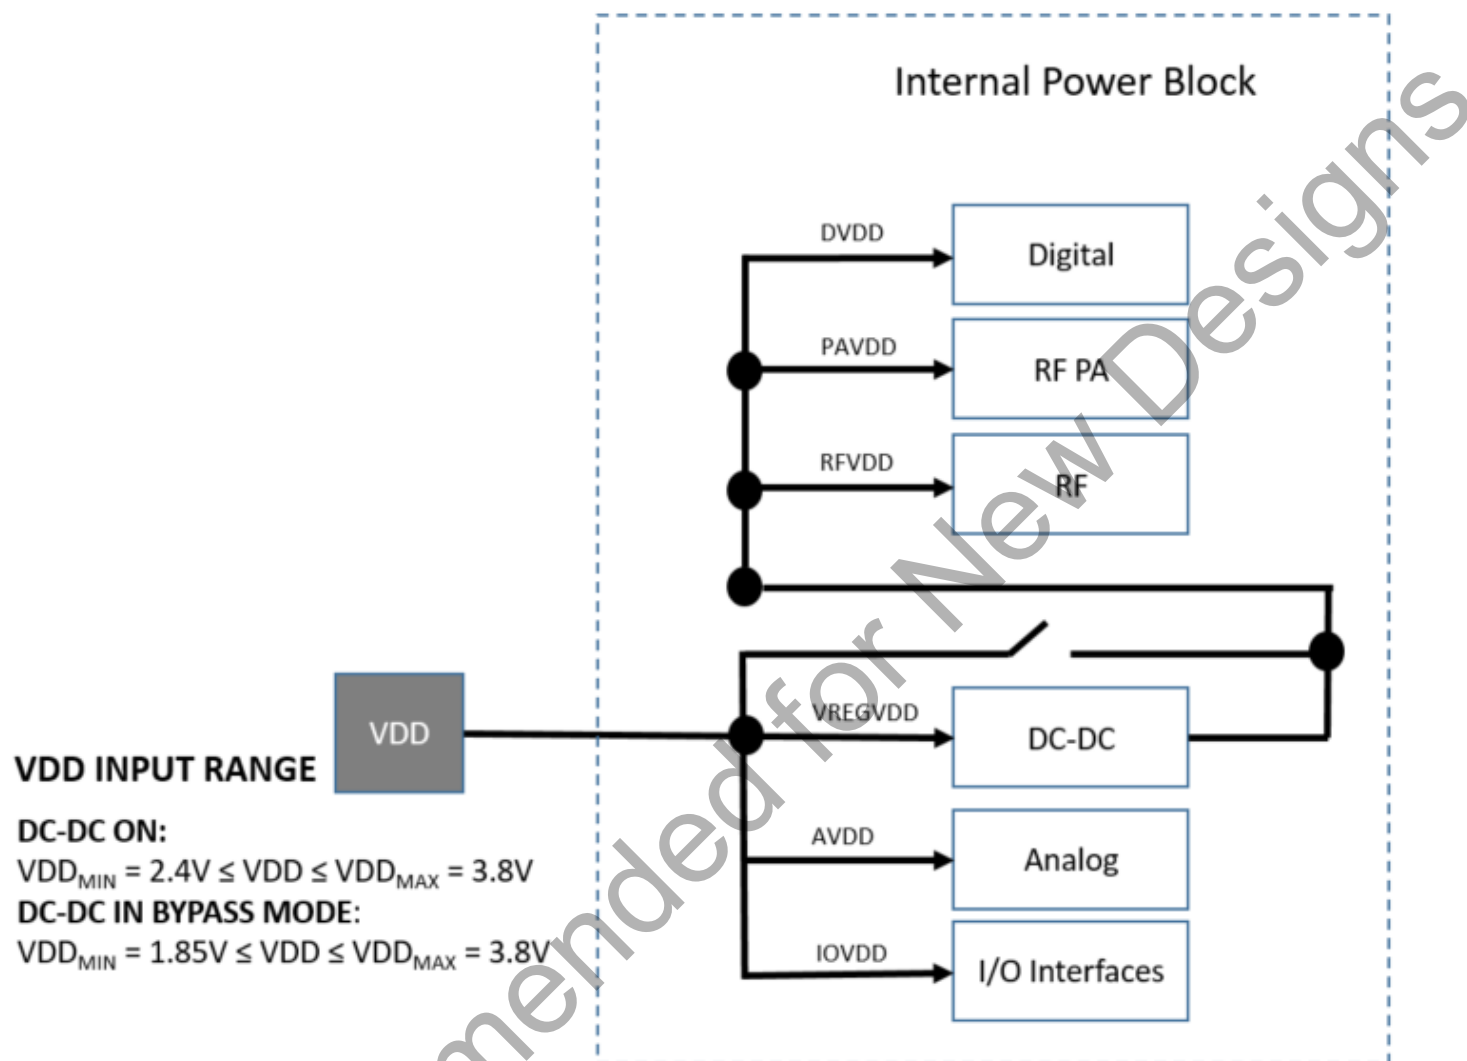 Internal Power Block
DVDD
Digital
PAVDD
RF PA
RFVDD
RF
VREGVDD
DC-DC
VDD
VDD INPUT RANGE
DC-DC ON:
VDDMIN = 2.4V ≤ VDD ≤ VDDMAX = 3.8V
DC-DC IN BYPASS MODE:
VDDMIN = 1.85V ≤ VDD ≤ VDDMAX = 3.8V
AVDD
Analog
IOVDD
I/O Interfaces
mended for New Designs